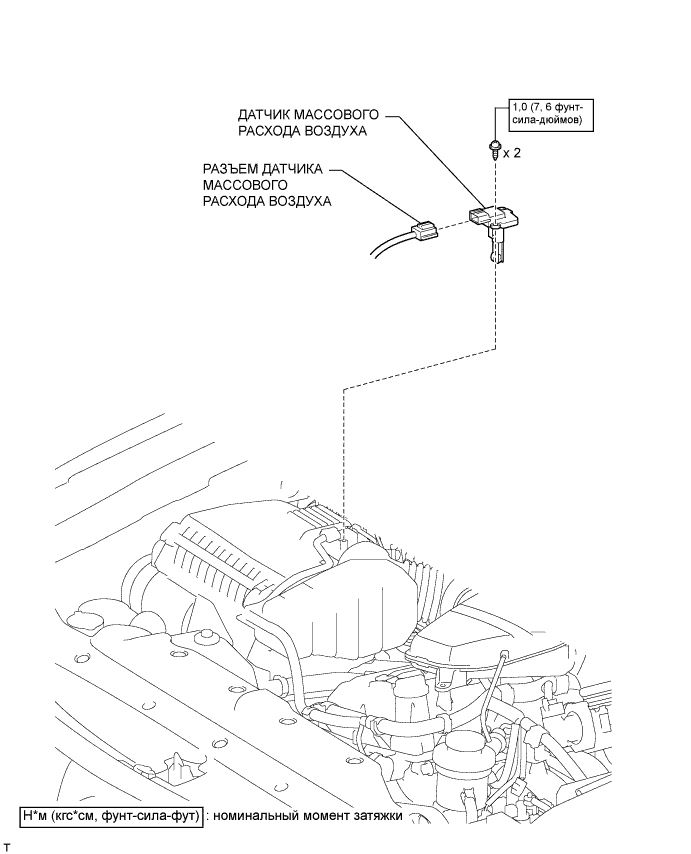 ДАТЧИК МАССОВОГО
РАСХОДА ВОЗДУХА
1,0 (7, 6 фунт-
сила-дюймов)
x 2
РАЗЪЕМ ДАТЧИКА
МАССОВОГО
РАСХОДА ВОЗДУХА
Н*м (кгс*см, фунт-сила-фут) : номинальный момент затяжки
T